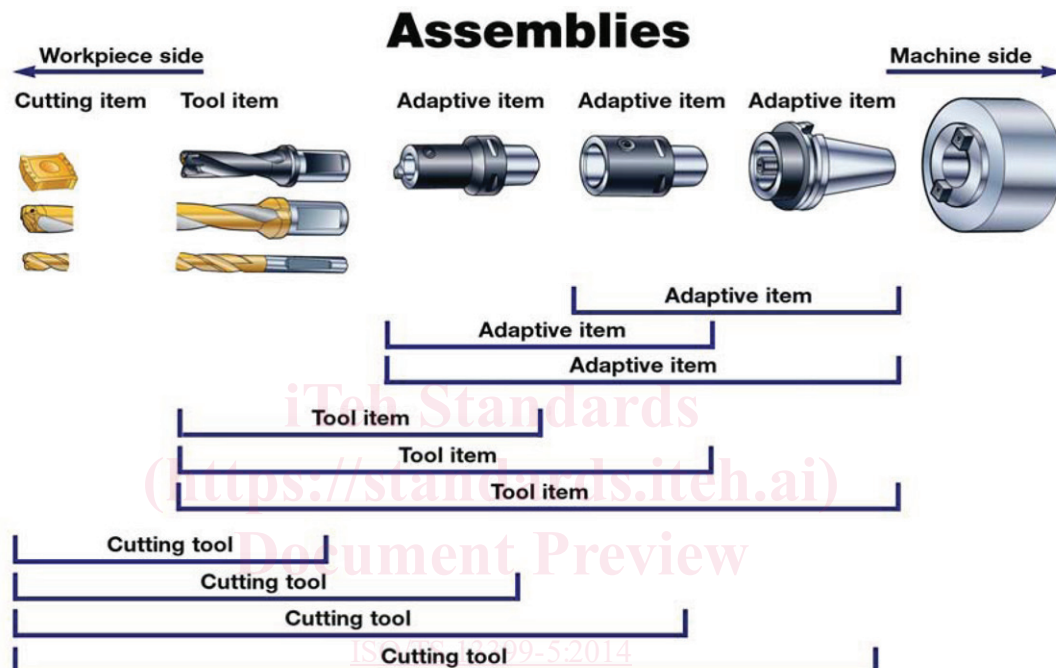 Assemblies
Workpiece side
Machine side
Cutting item
Tool item
Adaptive item
Adaptive item
Adaptive item
Adaptive item
Adaptive item
Adaptive item
iTeh Standards
Tool item
Tool item
(https://standards.iteh.ai)
Tool item
Cutting tool
Document Preview
Cutting tool
Cutting tool
ISO/TS 13399-5:2014
Cutting tool